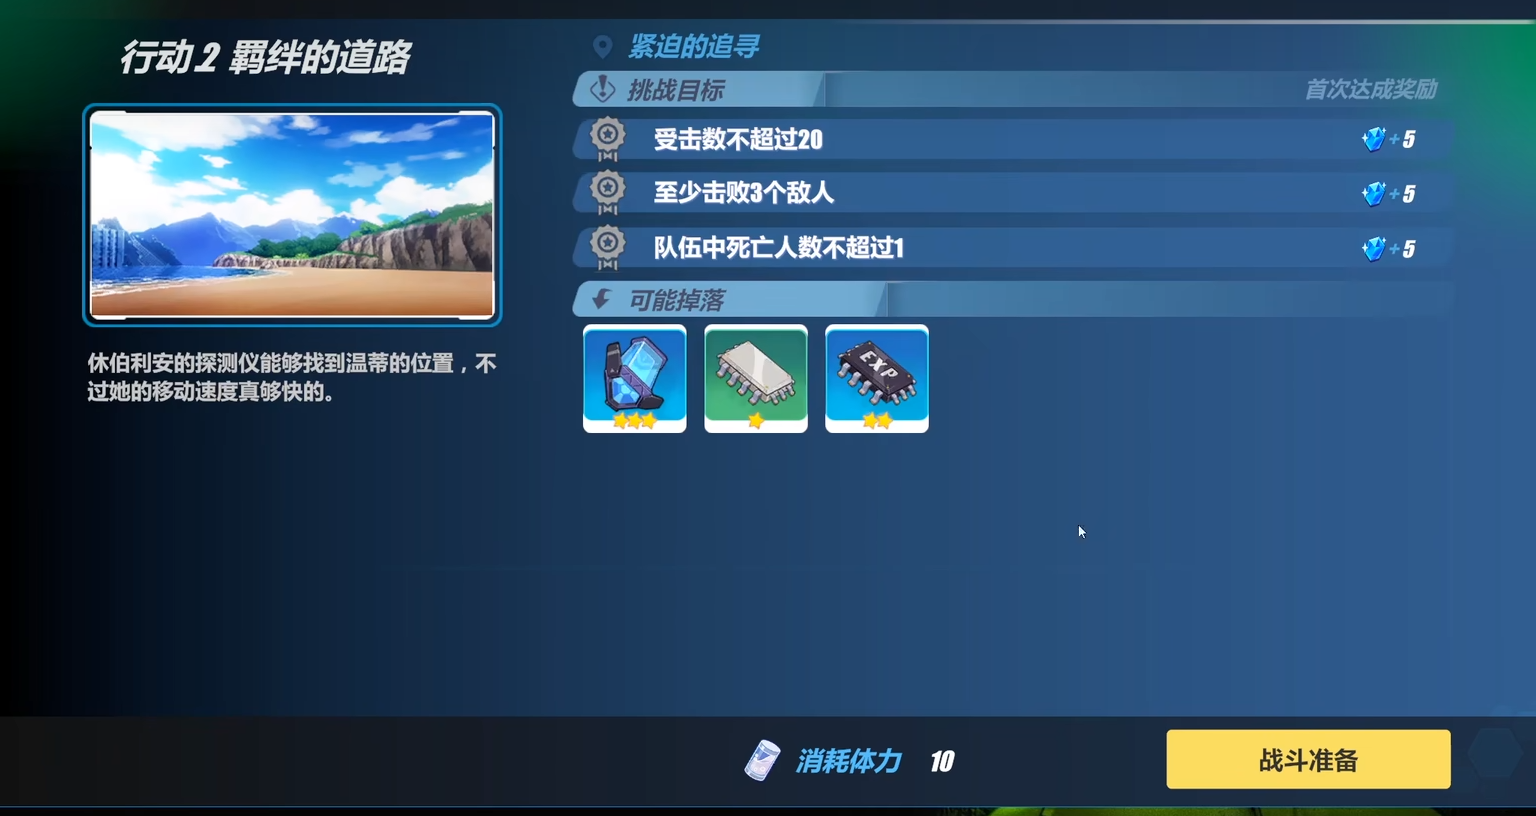 行动2 羁绊的道路
休伯利安的探测仪能够找到温蒂的位置，不
过她的移动速度真够快的。
紧迫的追寻
挑战目标
首次达成奖励
受击数不超过20
+5
至少击败3个敌人
+5
队伍中死亡人数不超过1
+5
可能掉落
EXP
消耗体力 10
战斗准备